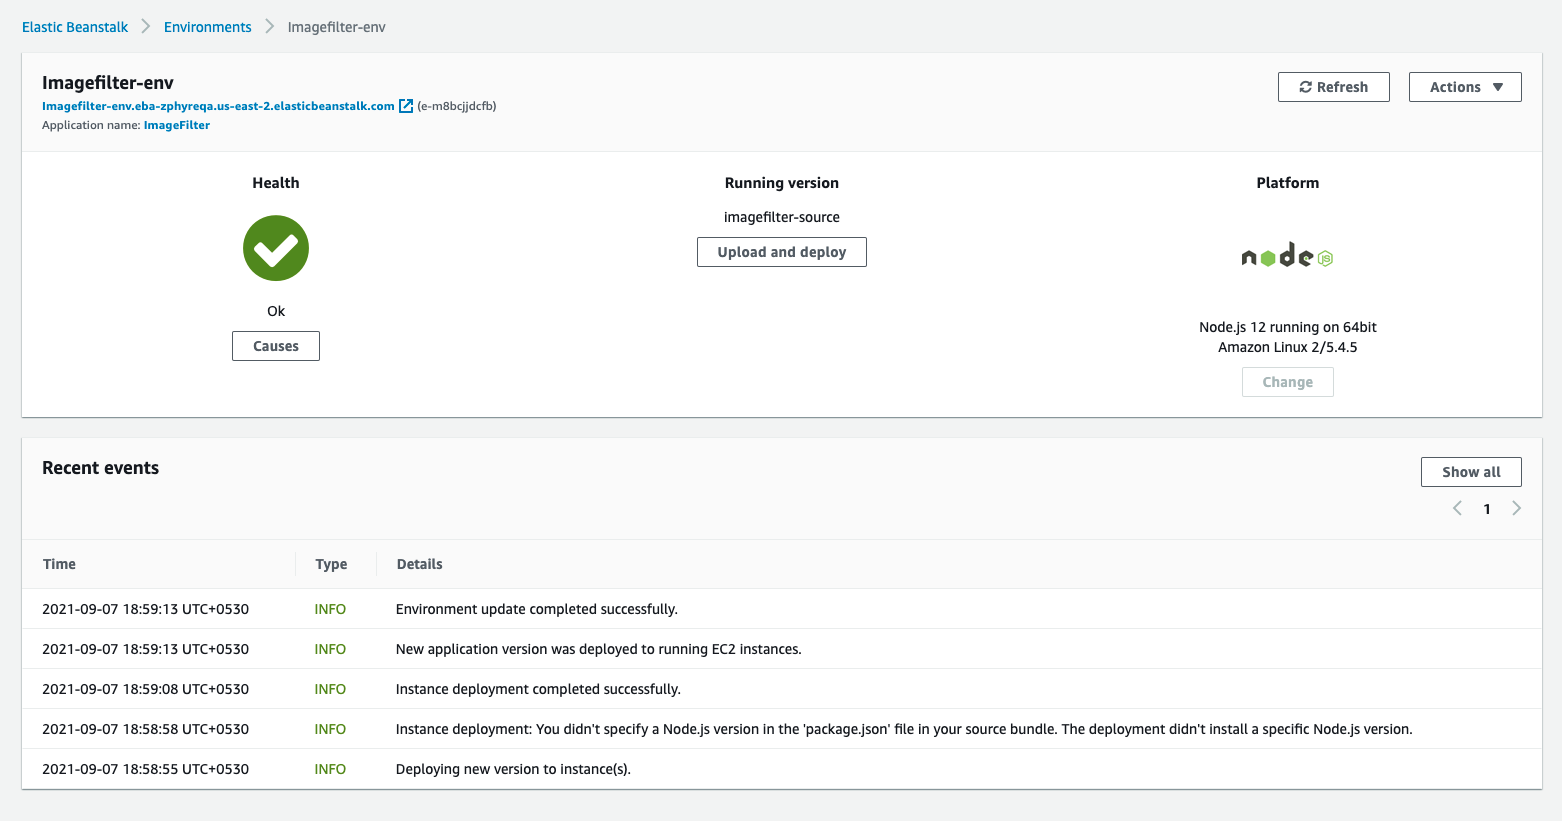 Elastic Beanstalk > Environments > Imagefilter-env
Imagefilter-env
Refresh
Actions ▼
Imagefilter-env.eba-zphyreqa.us-east-2.elasticbeanstalk.com (e-m8bcjjdcfb)
Application name: ImageFilter
Health
Ok
Causes
Running version
imagefilter-source
Upload and deploy
Platform
node JS
Node.js 12 running on 64bit
Amazon Linux 2/5.4.5
Change
Recent events
Show all
< 1 >
Time Type Details
2021-09-07 18:59:13 UTC+0530 INFO Environment update completed successfully.
2021-09-07 18:59:13 UTC+0530 INFO New application version was deployed to running EC2 instances.
2021-09-07 18:59:08 UTC+0530 INFO Instance deployment completed successfully.
2021-09-07 18:58:58 UTC+0530 INFO Instance deployment: You didn't specify a Node.js version in the 'package.json' file in your source bundle. The deployment didn't install a specific Node.js version.
2021-09-07 18:58:55 UTC+0530 INFO Deploying new version to instance(s).